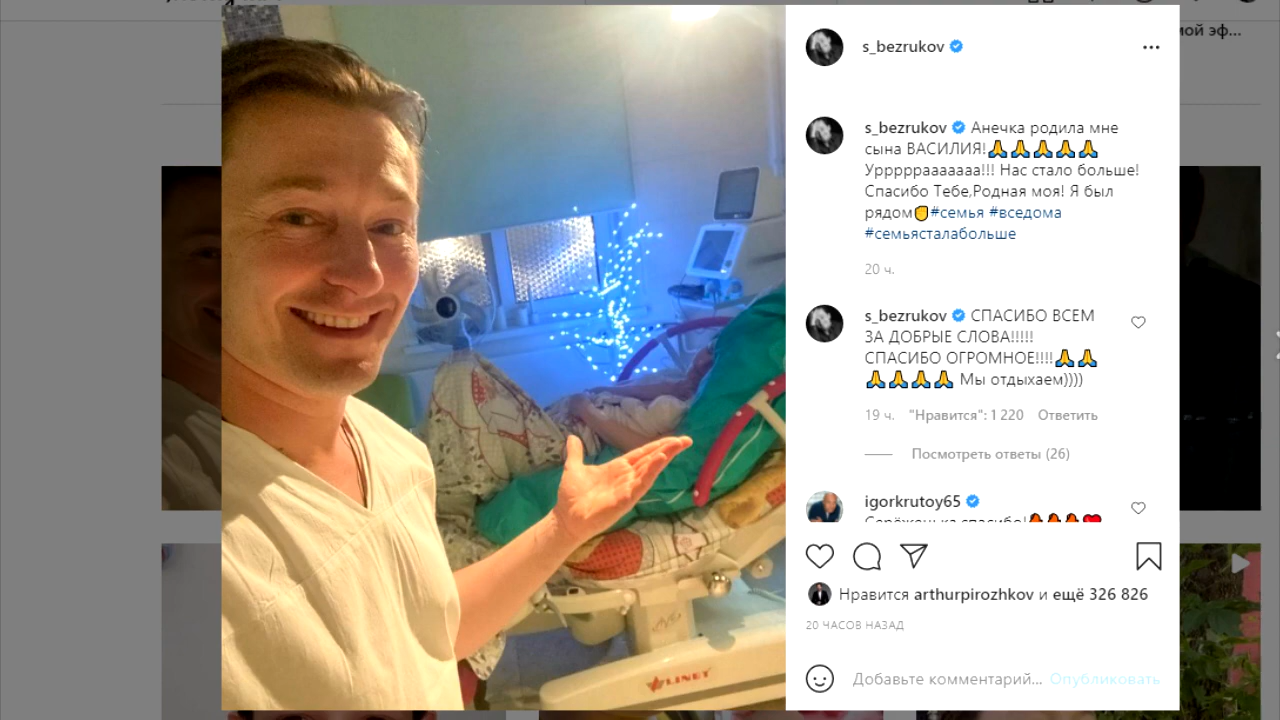 мой эф...
s_bezrukov
s_bezrukov Анечка родила мне
сына ВАСИЛИЯ!🙏🙏🙏🙏🙏
Урррррааааааа!!! Нас стало больше!
Спасибо Тебе,Родная моя! Я был
рядом✊#семья #вседома
#семьясталабольше
20 ч.
s_bezrukov СПАСИБО ВСЕМ
ЗА ДОБРЫЕ СЛОВА!!!!!
СПАСИБО ОГРОМНОЕ!!!!🙏🙏
🙏🙏🙏🙏 Мы отдыхаем))))
19 ч. "Нравится": 1 220 Ответить
Посмотреть ответы (26)
igorkrutoy65
Нравится arthurpirozhkov и ещё 326 826
20 ЧАСОВ НАЗАД
Добавьте комментарий... Опубликовать
LINET